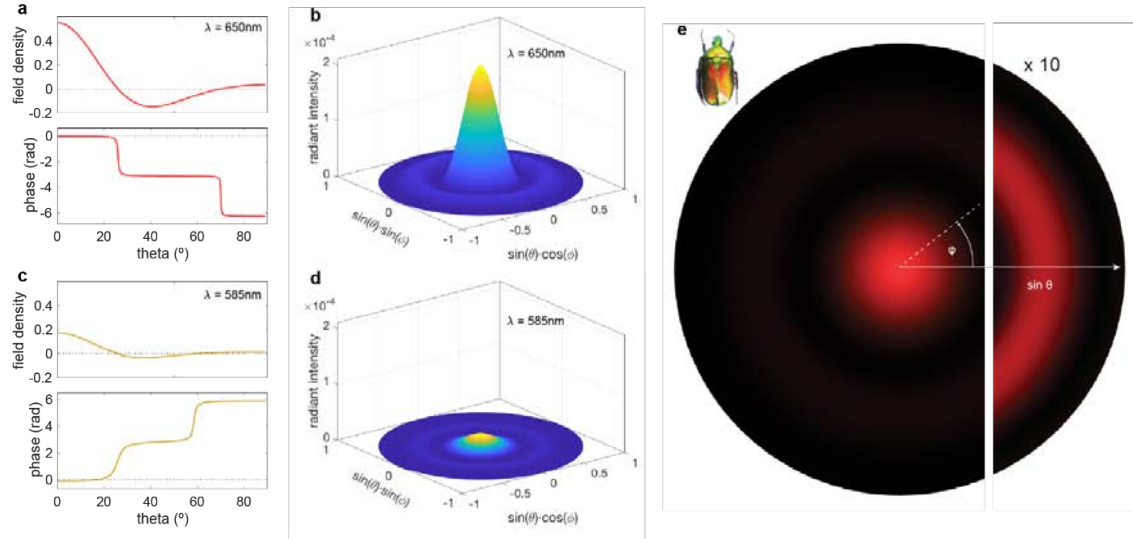 a
λ = 650nm
field density
0.4
0.2
0
-0.2
phase (rad)
0
-2
-4
-6
0 20 40 60 80
theta (º)
b
×10⁻⁴
λ = 650nm
radiant intensity
2
1
0
1
0
-1
sin(θ)·sin(ϕ)
-1
-0.5
0
0.5
1
sin(θ)·cos(ϕ)
c
λ = 585nm
field density
0.4
0.2
0
-0.2
phase (rad)
6
4
2
0
0 20 40 60 80
theta (º)
d
×10⁻⁴
λ = 585nm
radiant intensity
2
1
0
1
0
-1
sin(θ)·sin(ϕ)
-1
-0.5
0
0.5
1
sin(θ)·cos(ϕ)
e
x 10
φ
sin θ